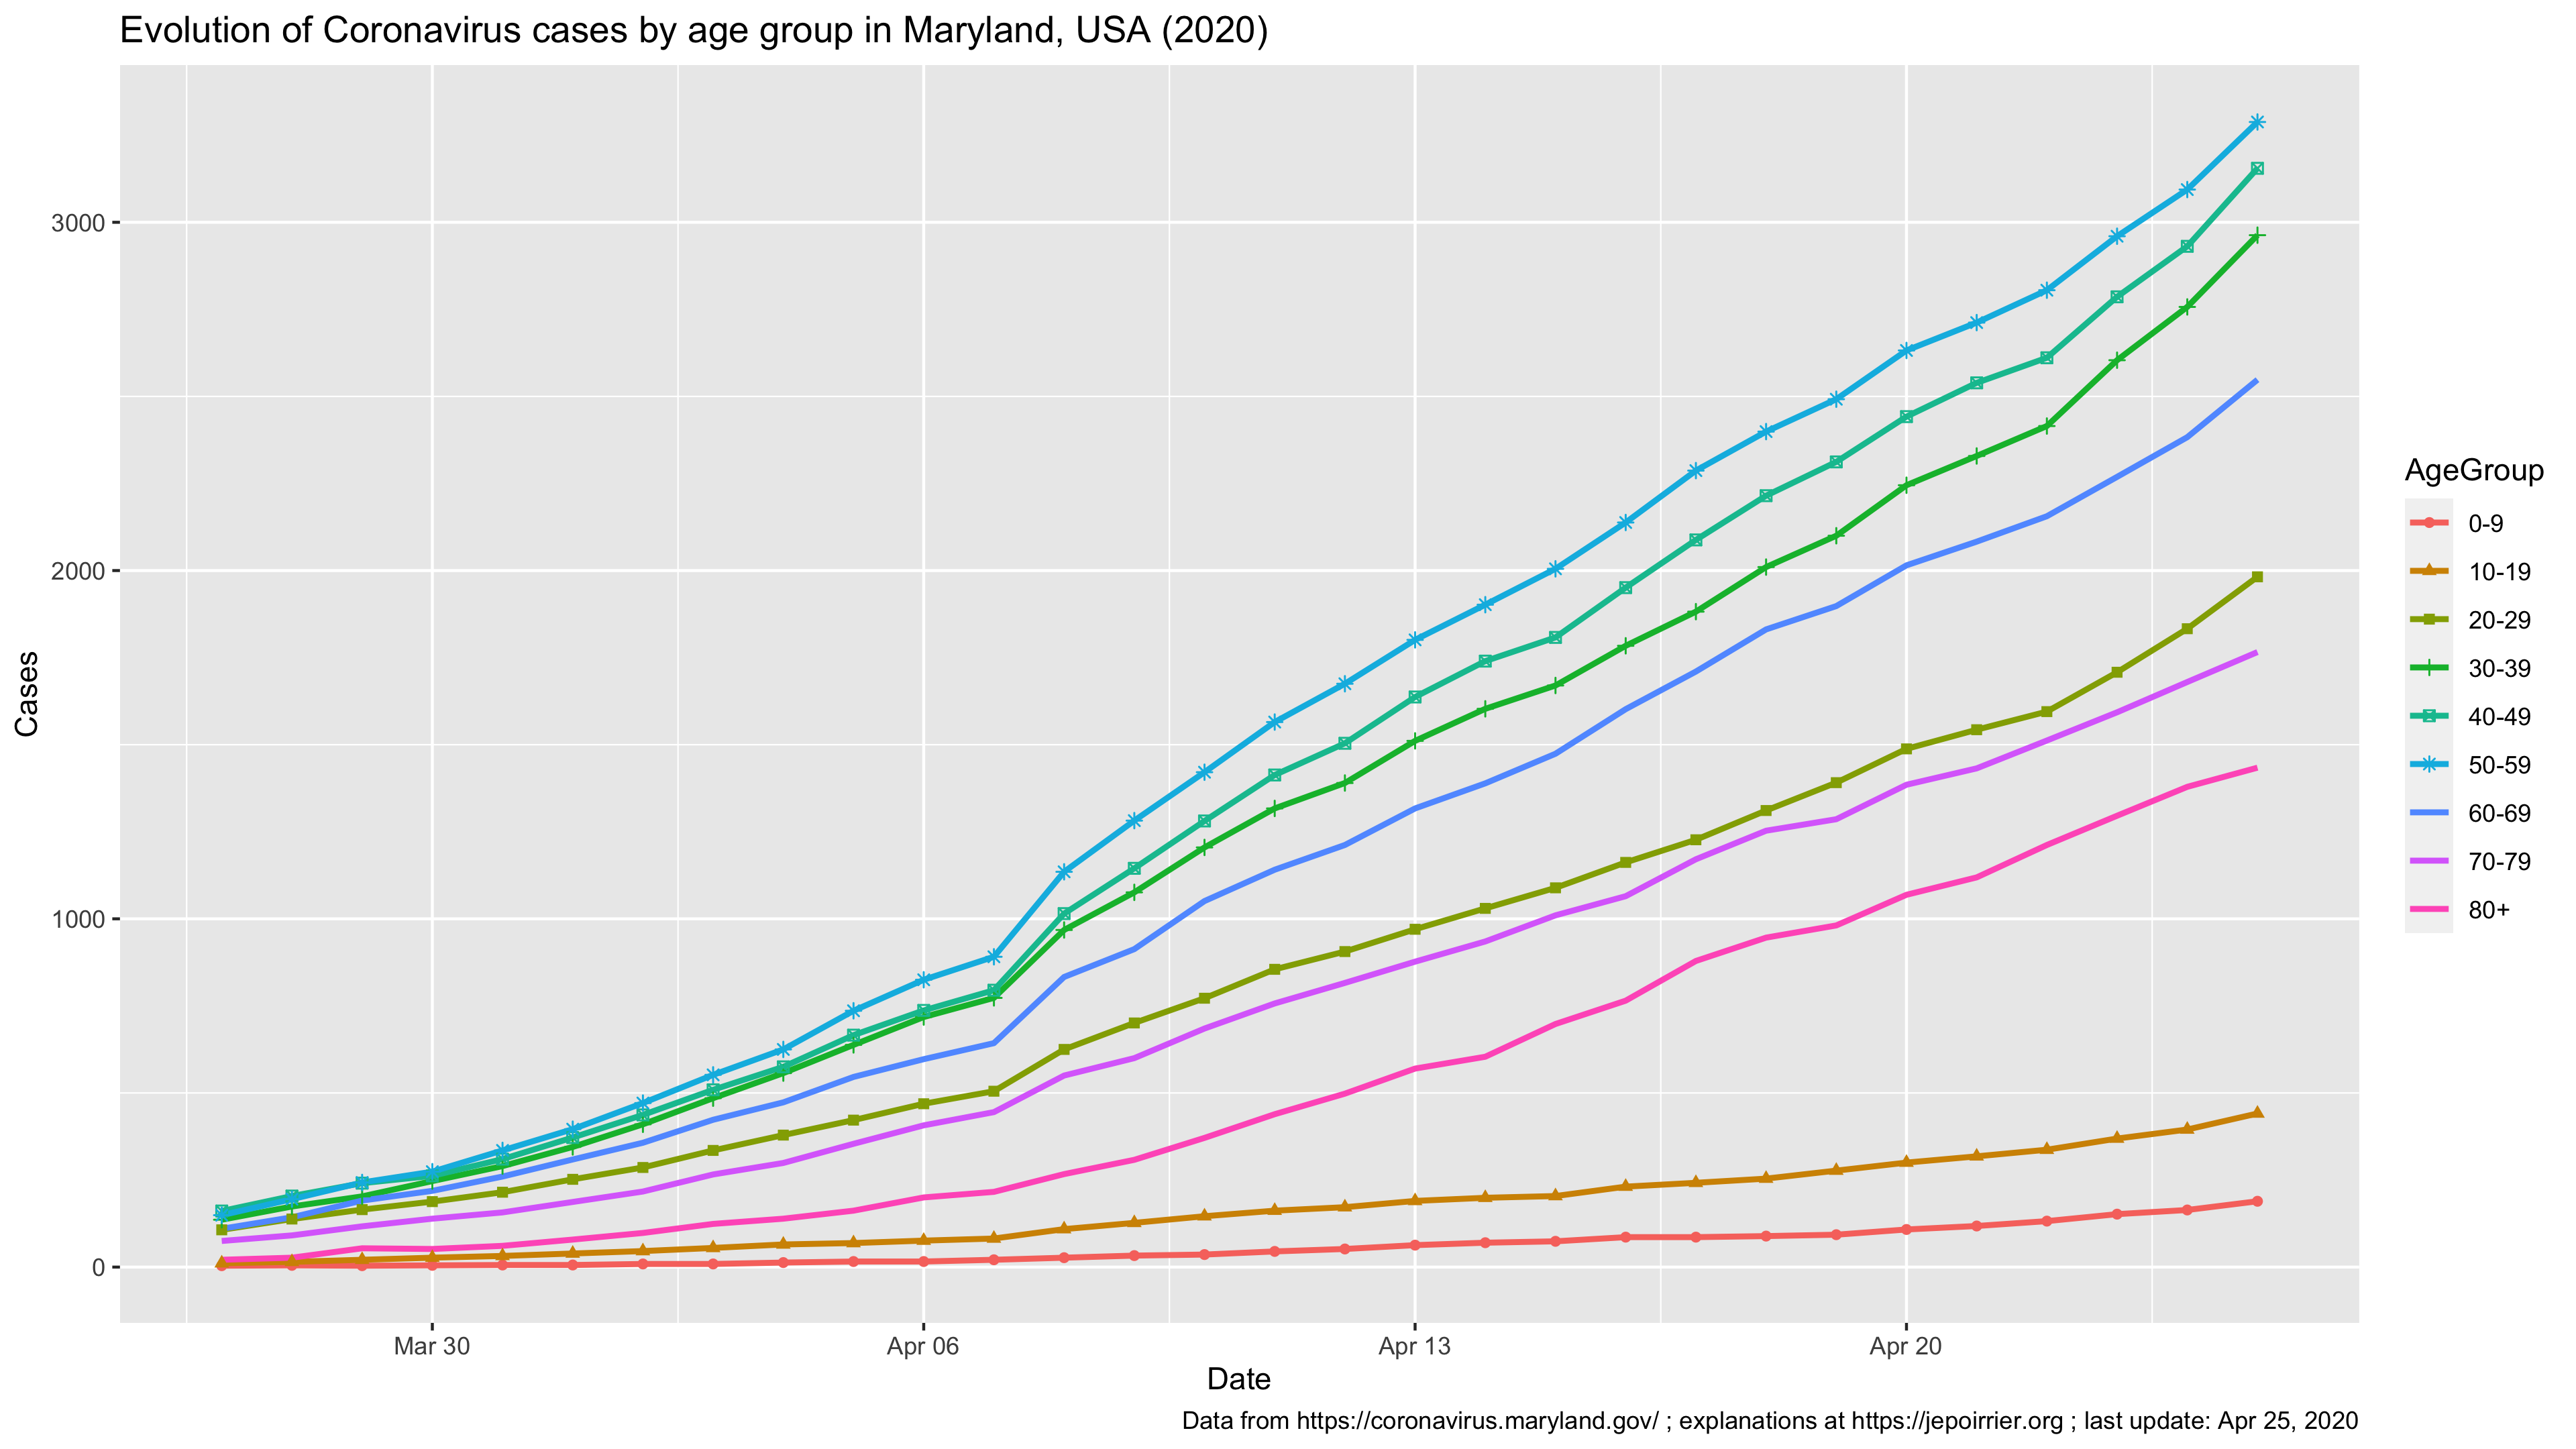 Evolution of Coronavirus cases by age group in Maryland, USA (2020)
3000
2000
1000
0
Cases
Mar 30
Apr 06
Apr 13
Apr 20
Date
AgeGroup
0-9
10-19
20-29
30-39
40-49
50-59
60-69
70-79
80+
Data from https://coronavirus.maryland.gov/ ; explanations at https://jepoirrier.org ; last update: Apr 25, 2020